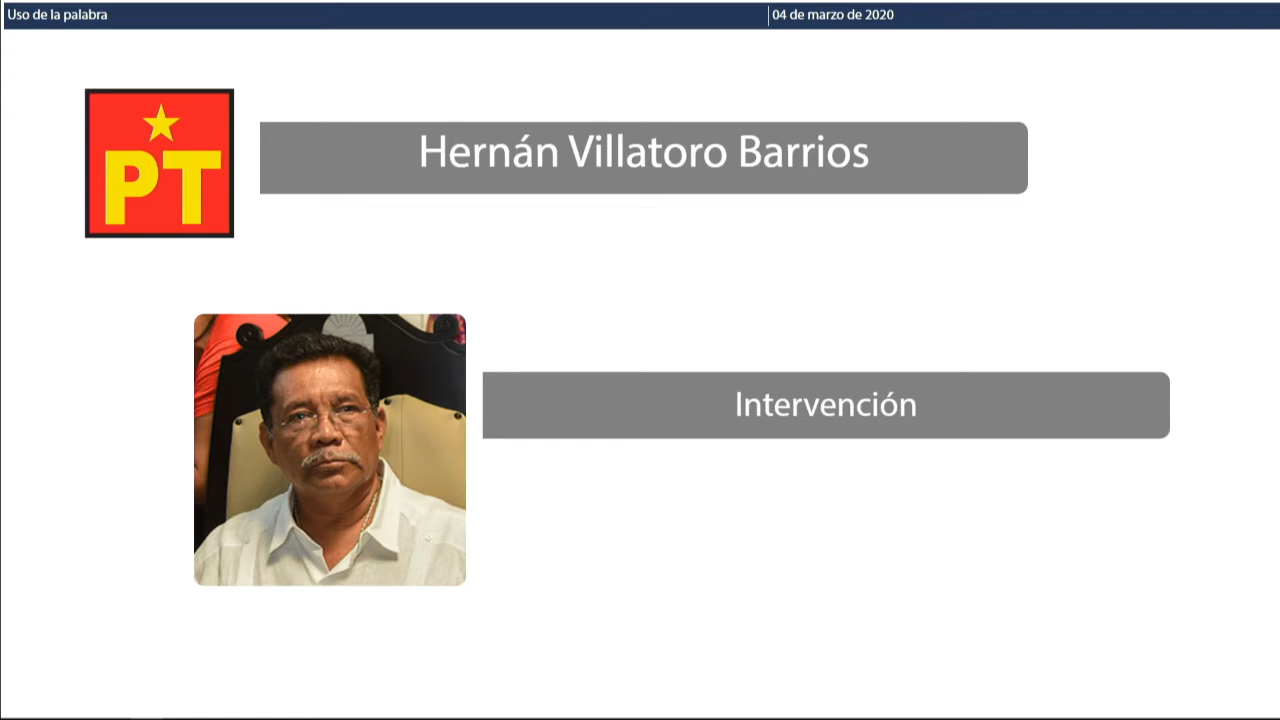 Uso de la palabra
04 de marzo de 2020
PT
Hernán Villatoro Barrios
Intervención